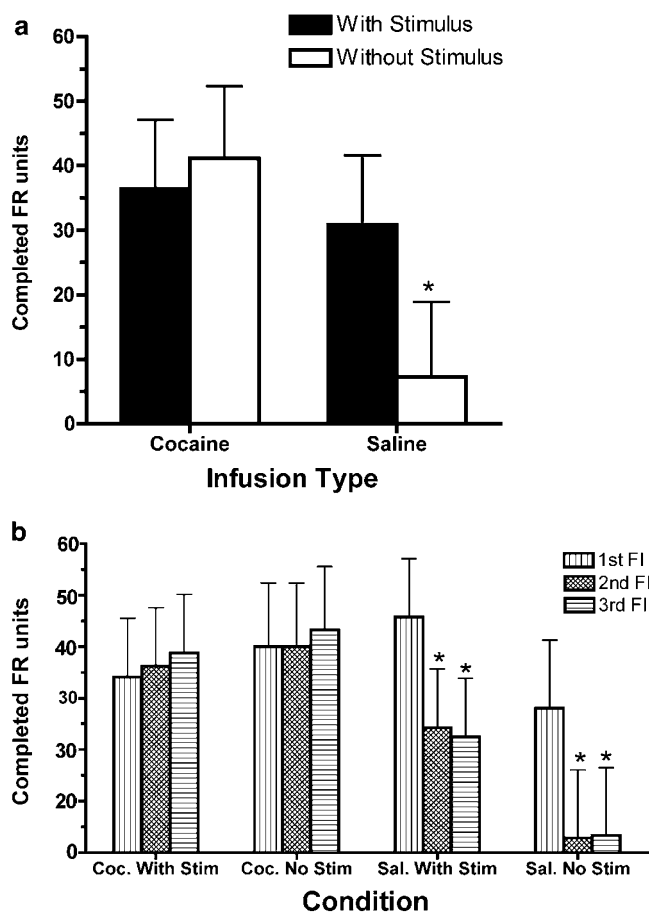 a
With Stimulus
Without Stimulus
60
50
40
30
20
10
0
Completed FR units
*
Cocaine
Saline
Infusion Type
b
1st FI
2nd FI
3rd FI
60
50
40
30
30
20
0
Completed FR units
* *
* *
Coc. With Stim
Coc. No Stim
Sal. With Stim
Sal. No Stim
Condition